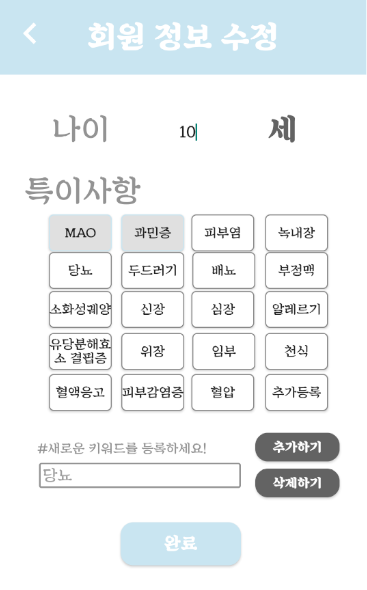 회원 정보 수정
나이 10 세
특이사항
MAO 과민증 피부염 녹내장
당뇨 두드러기 배뇨 부정맥
소화성궤양 신장 심장 알레르기
유당분해효
소 결핍증 위장 임부 천식
혈액응고 피부감염증 혈압 추가등록
#새로운 키워드를 등록하세요! 추가하기
당뇨 삭제하기
완료